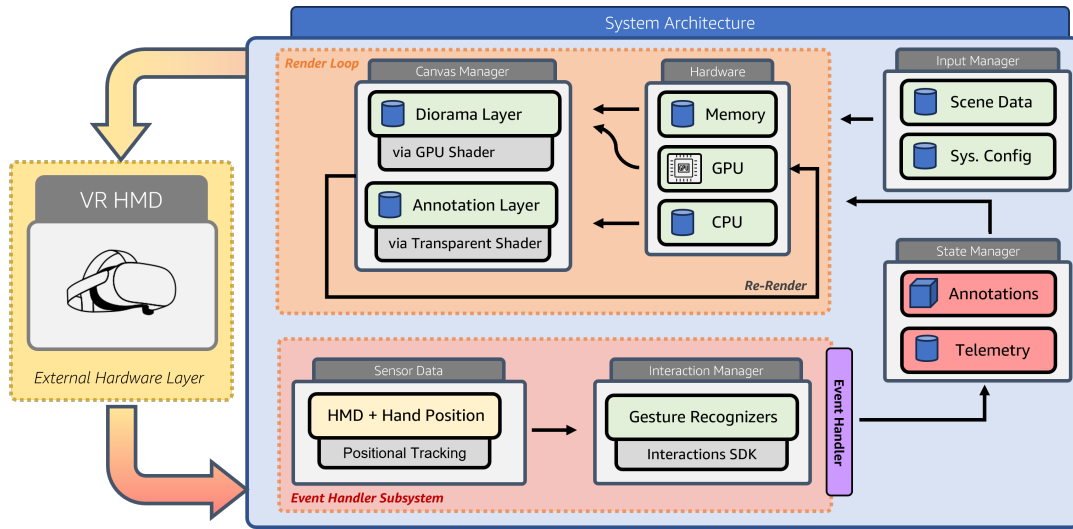 System Architecture
Render Loop
Canvas Manager
Diorama Layer
via GPU Shader
Annotation Layer
via Transparent Shader
Hardware
Memory
GPU
CPU
Re-Render
Input Manager
Scene Data
Sys. Config
State Manager
Annotations
Telemetry
VR HMD
External Hardware Layer
Sensor Data
HMD + Hand Position
Positional Tracking
Interaction Manager
Gesture Recognizers
Interactions SDK
Event Handler
Event Handler Subsystem